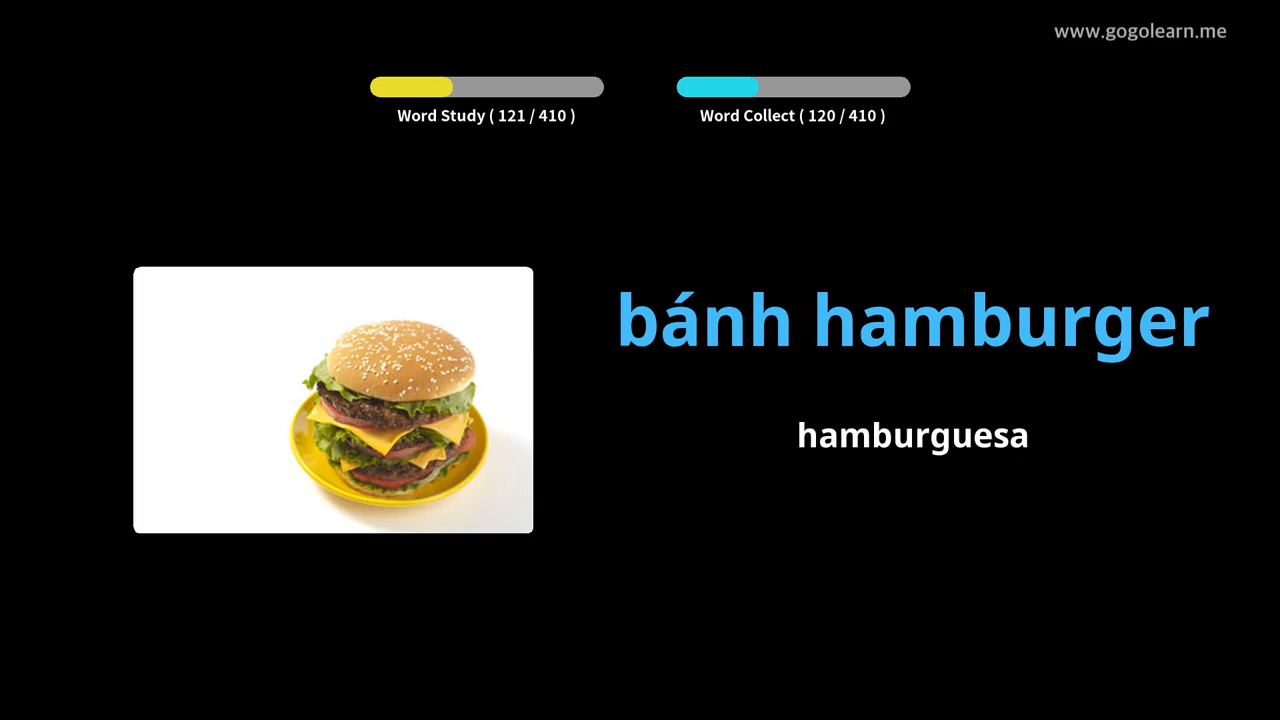 www.gogolearn.me
Word Study ( 121 / 410 )
Word Collect ( 120 / 410 )
bánh hamburger
hamburguesa